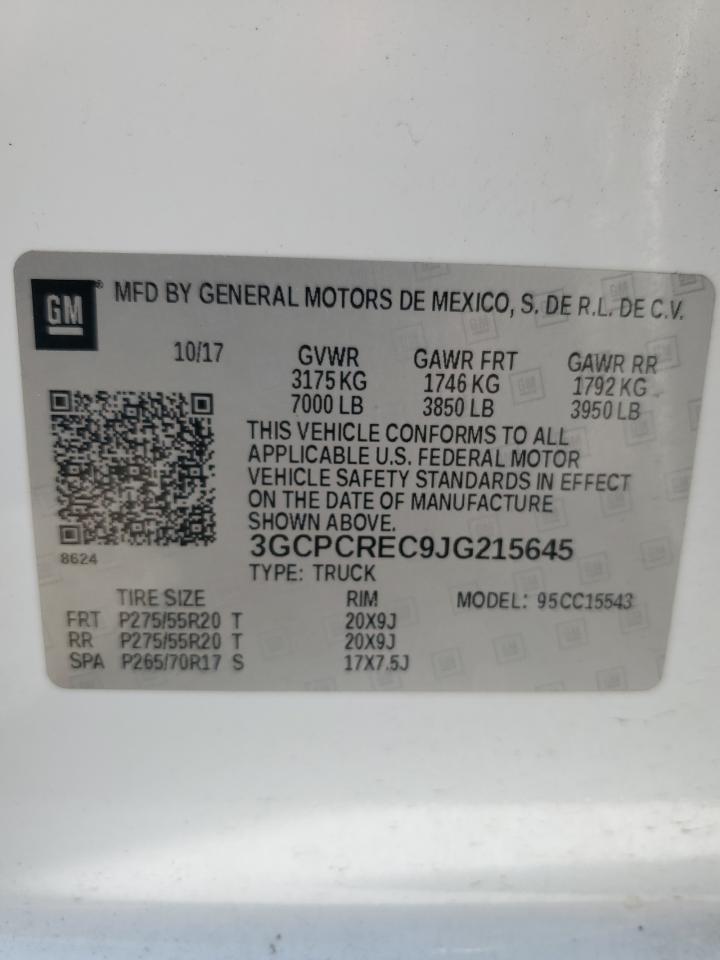 GM® MFD BY GENERAL MOTORS DE MEXICO, S. DE R.L. DE C.V.
10/17 GVWR GAWR FRT GAWR RR
3175 KG 1746 KG 1792 KG
7000 LB 3850 LB 3950 LB
THIS VEHICLE CONFORMS TO ALL
APPLICABLE U.S. FEDERAL MOTOR
VEHICLE SAFETY STANDARDS IN EFFECT
ON THE DATE OF MANUFACTURE
SHOWN ABOVE.
8624 3GCPCREC9JG215645
TYPE: TRUCK
TIRE SIZE RIM MODEL: 95CC15543
FRT P275/55R20 T 20X9J
RR P275/55R20 T 20X9J
SPA P265/70R17 S 17X7.5J